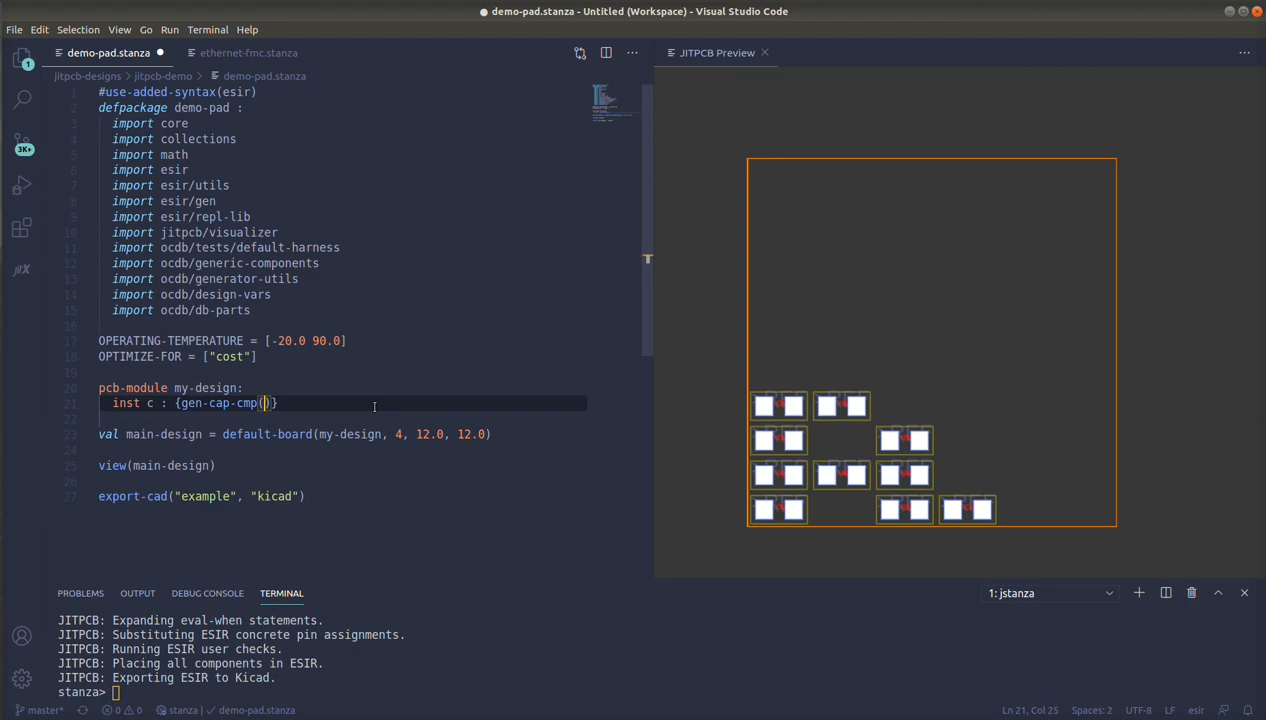 demo-pad.stanza - Untitled (Workspace) - Visual Studio Code
File Edit Selection View Go Run Terminal Help
demo-pad.stanza
ethernet-fmc.stanza
JITPCB Preview
jitpcb-designs > jitpcb-demo > demo-pad.stanza
1 #use-added-syntax(esir)
2 defpackage demo-pad :
3 import core
4 import collections
5 import math
6 import esir
7 import esir/utils
8 import esir/gen
9 import esir/repl-lib
10 import jitpcb/visualizer
11 import ocdb/tests/default-harness
12 import ocdb/generic-components
13 import ocdb/generator-utils
14 import ocdb/design-vars
15 import ocdb/db-parts
16
17 OPERATING-TEMPERATURE = [-20.0 90.0]
18 OPTIMIZE-FOR = ["cost"]
19
20 pcb-module my-design:
21 inst c : {gen-cap-cmp()}
22
23 val main-design = default-board(my-design, 4, 12.0, 12.0)
24
25 view(main-design)
26
27 export-cad("example", "kicad")
1
3K+
jitX
PROBLEMS OUTPUT DEBUG CONSOLE TERMINAL
1: jstanza
JITPCB: Expanding eval-when statements.
JITPCB: Substituting ESIR concrete pin assignments.
JITPCB: Running ESIR user checks.
JITPCB: Placing all components in ESIR.
JITPCB: Exporting ESIR to Kicad.
stanza>
master* 0 0 stanza demo-pad.stanza
Ln 21, Col 25 Spaces: 2 UTF-8 LF esir